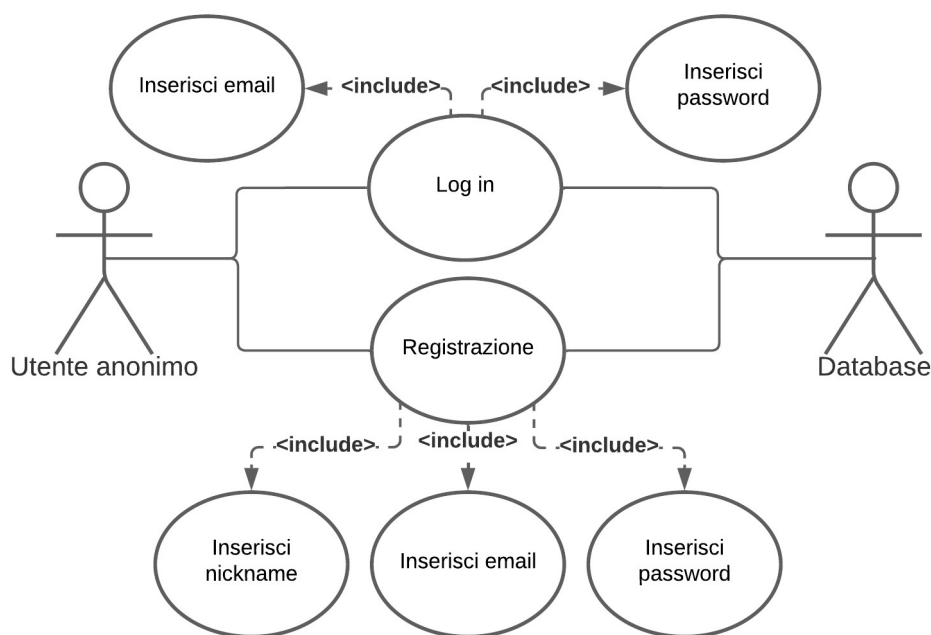 Inserisci email
<include>
<include>
Inserisci
password
Log in
Utente anonimo
Registrazione
Database
<include>
<include>
<include>
Inserisci
nickname
Inserisci email
Inserisci
password